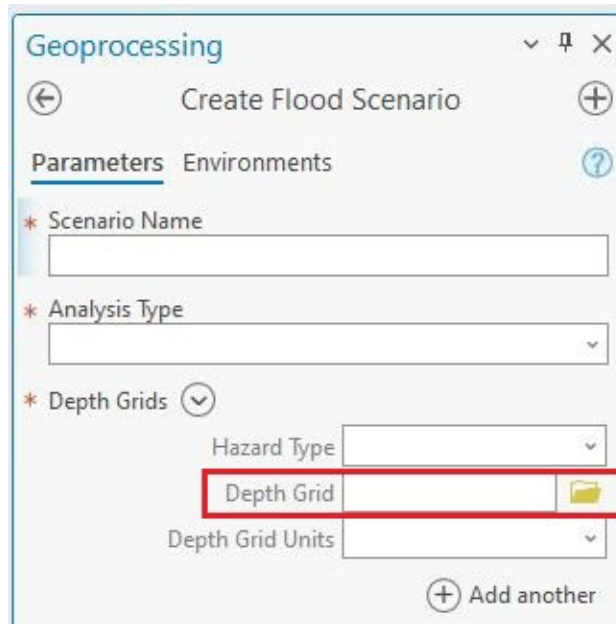 Geoprocessing
Create Flood Scenario
Parameters Environments
* Scenario Name
* Analysis Type
* Depth Grids
Hazard Type
Depth Grid
Depth Grid Units
Add another